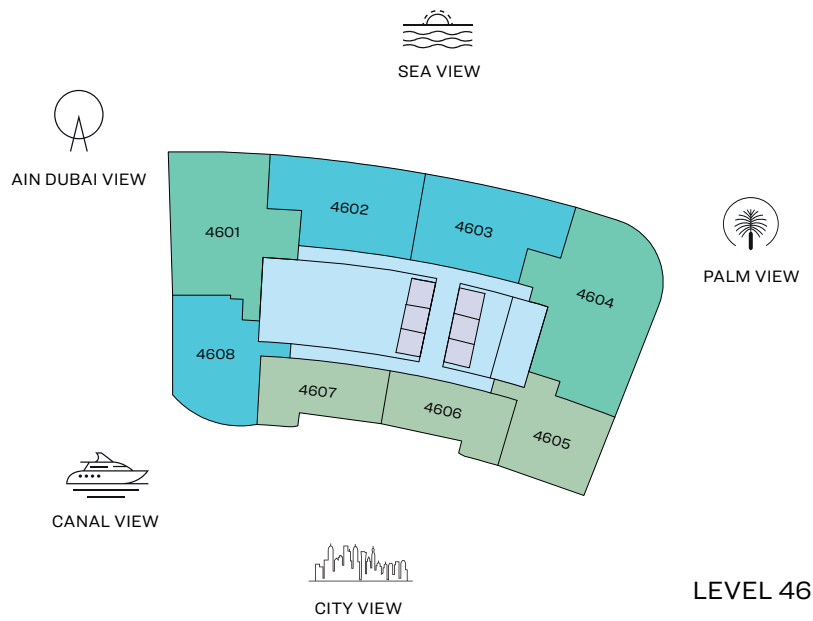 SEA VIEW
AIN DUBAI VIEW
4601
4602
4603
4604
PALM VIEW
4608
4607
4606
4605
CANAL VIEW
CITY VIEW
LEVEL 46